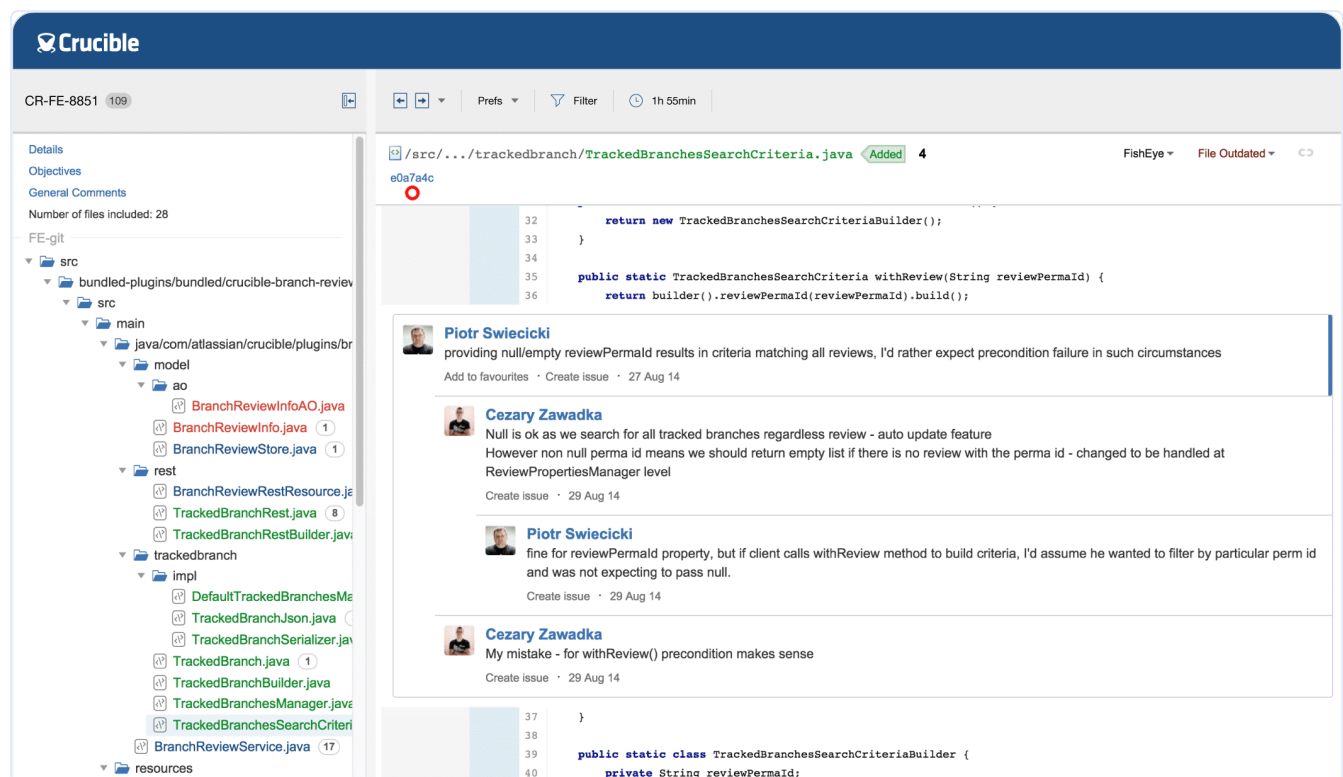 Crucible
CR-FE-8851 109
Prefs
Filter
1h 55min
Details
Objectives
General Comments
Number of files included: 28
FE-git
src
bundled-plugins/bundled/crucible-branch-review
src
main
java/com/atlassian/crucible/plugins/br
model
ao
BranchReviewInfoAO.java
BranchReviewInfo.java 1
BranchReviewStore.java 1
rest
BranchReviewRestResource.ja
TrackedBranchRest.java 8
TrackedBranchRestBuilder.java
trackedbranch
impl
DefaultTrackedBranchesMa
TrackedBranchJson.java
TrackedBranchSerializer.jav
TrackedBranch.java 1
TrackedBranchBuilder.java
TrackedBranchesManager.java
TrackedBranchesSearchCriteri
BranchReviewService.java 17
resources
/src/.../trackedbranch/TrackedBranchesSearchCriteria.java Added 4
FishEye
File Outdated
e0a7a4c
32 return new TrackedBranchesSearchCriteriaBuilder();
33 }
34
35 public static TrackedBranchesSearchCriteria withReview(String reviewPermaId) {
36 return builder().reviewPermaId(reviewPermaId).build();
Piotr Swiecicki
providing null/empty reviewPermaId results in criteria matching all reviews, I'd rather expect precondition failure in such circumstances
Add to favourites · Create issue · 27 Aug 14
Cezary Zawadka
Null is ok as we search for all tracked branches regardless review - auto update feature
However non null perma id means we should return empty list if there is no review with the perma id - changed to be handled at
ReviewPropertiesManager level
Create issue · 29 Aug 14
Piotr Swiecicki
fine for reviewPermaId property, but if client calls withReview method to build criteria, I'd assume he wanted to filter by particular perm id
and was not expecting to pass null.
Create issue · 29 Aug 14
Cezary Zawadka
My mistake - for withReview() precondition makes sense
Create issue · 29 Aug 14
37 }
38
39 public static class TrackedBranchesSearchCriteriaBuilder {
40 private String reviewPermaId;